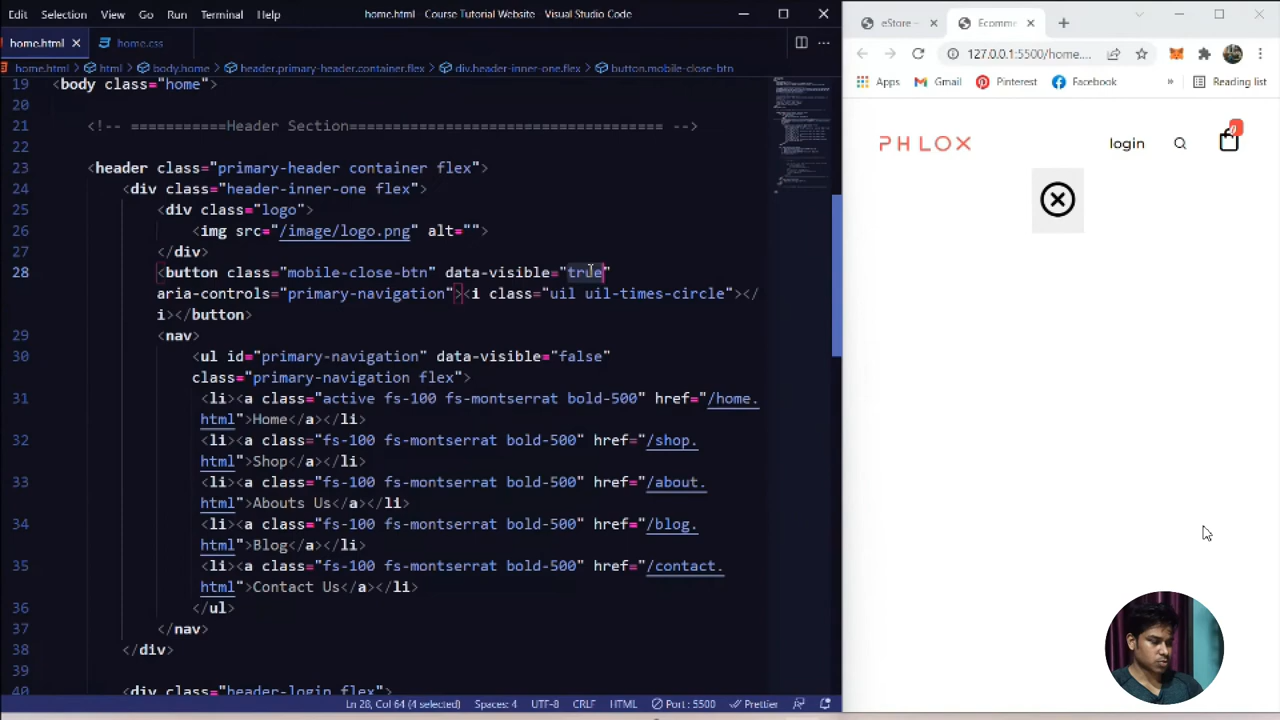 Edit Selection View Go Run Terminal Help home.html Course Tutorial Website Visual Studio Code
home.html home.css
home.html html body.home header.primary-header.container.flex div.header-inner-one.flex button.mobile-close-btn
19 <body class="home">
20
21 ===========Header Section=================================== -->
22
23 der class="primary-header container flex">
24 <div class="header-inner-one flex">
25 <div class="logo">
26 <img src="/image/logo.png" alt="">
27 </div>
28 <button class="mobile-close-btn" data-visible="true"
aria-controls="primary-navigation"><i class="uil uil-times-circle"></
i></button>
29 <nav>
30 <ul id="primary-navigation" data-visible="false"
class="primary-navigation flex">
31 <li><a class="active fs-100 fs-montserrat bold-500" href="/home.
html">Home</a></li>
32 <li><a class="fs-100 fs-montserrat bold-500" href="/shop.
html">Shop</a></li>
33 <li><a class="fs-100 fs-montserrat bold-500" href="/about.
html">Abouts Us</a></li>
34 <li><a class="fs-100 fs-montserrat bold-500" href="/blog.
html">Blog</a></li>
35 <li><a class="fs-100 fs-montserrat bold-500" href="/contact.
html">Contact Us</a></li>
36 </ul>
37 </nav>
38 </div>
39
40 <div class="header-login flex">
Ln 28, Col 64 (4 selected) Spaces: 4 UTF-8 CRLF HTML Port : 5500 Prettier
eStore – Ecomme
127.0.0.1:5500/home....
Apps Gmail Pinterest Facebook » Reading list
PHLOX login